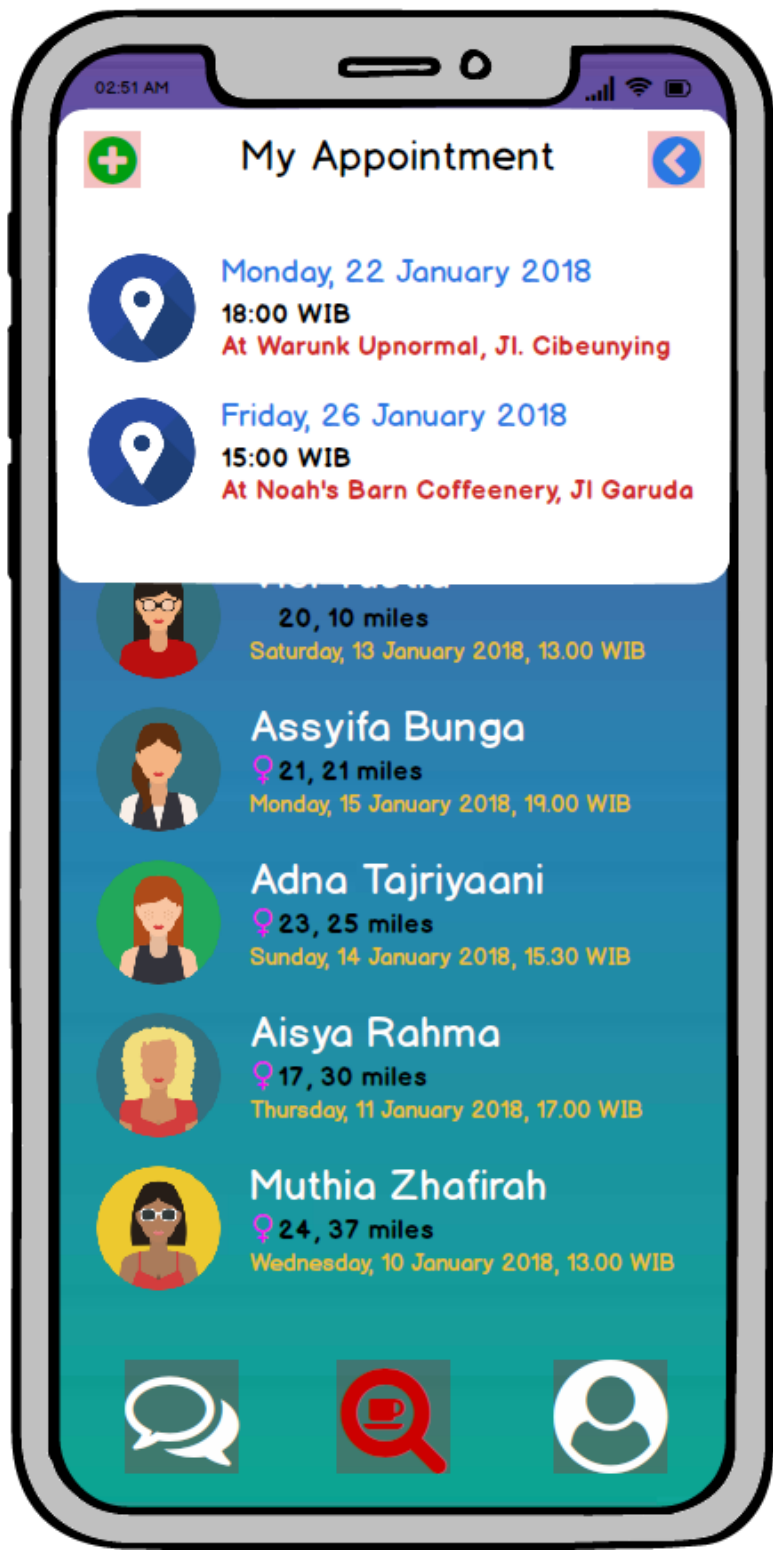 02:51 AM
My Appointment
Monday, 22 January 2018
18:00 WIB
At Warunk Upnormal, Jl. Cibeunying
Friday, 26 January 2018
15:00 WIB
At Noah's Barn Coffeenery, Jl Garuda
20, 10 miles
Saturday, 13 January 2018, 13.00 WIB
Assyifa Bunga
21, 21 miles
Monday, 15 January 2018, 19.00 WIB
Adna Tajriyaani
23, 25 miles
Sunday, 14 January 2018, 15.30 WIB
Aisya Rahma
17, 30 miles
Thursday, 11 January 2018, 17.00 WIB
Muthia Zhafirah
24, 37 miles
Wednesday, 10 January 2018, 13.00 WIB